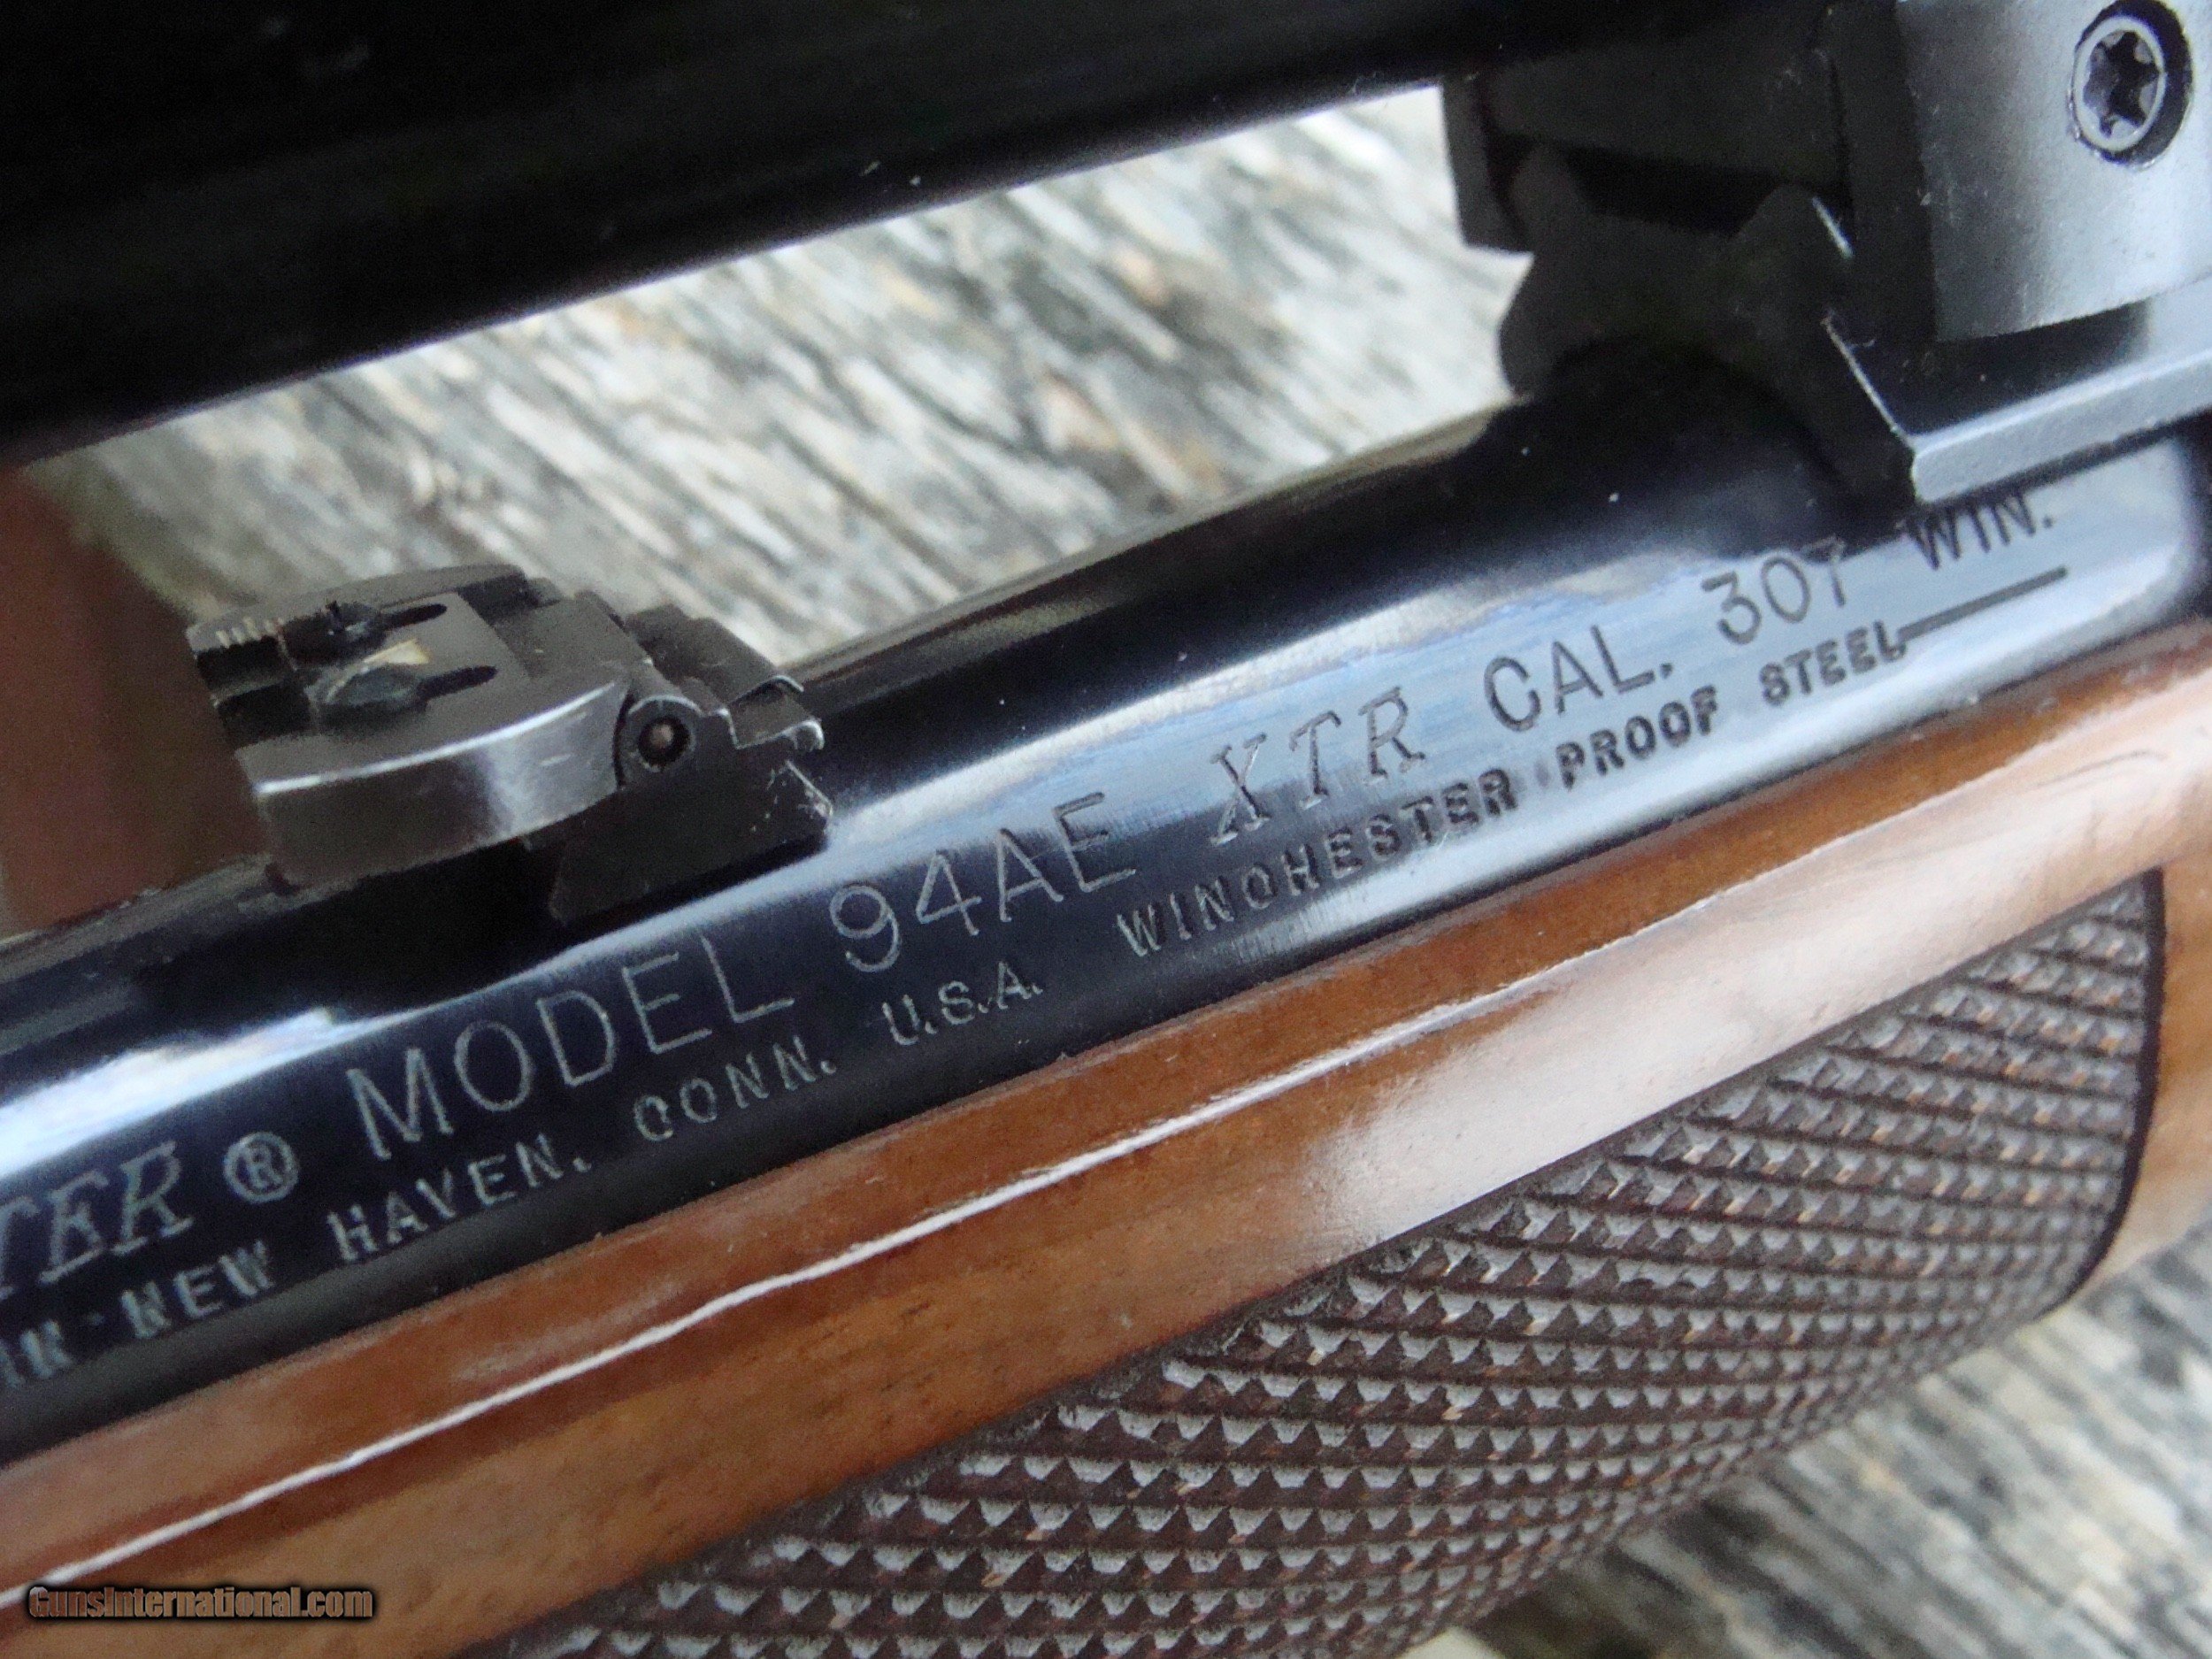 TER ® MODEL 94AE XTR CAL. 307 WIN.
NEW HAVEN, CONN. U.S.A. WINCHESTER PROOF STEEL
GunsInternational.com